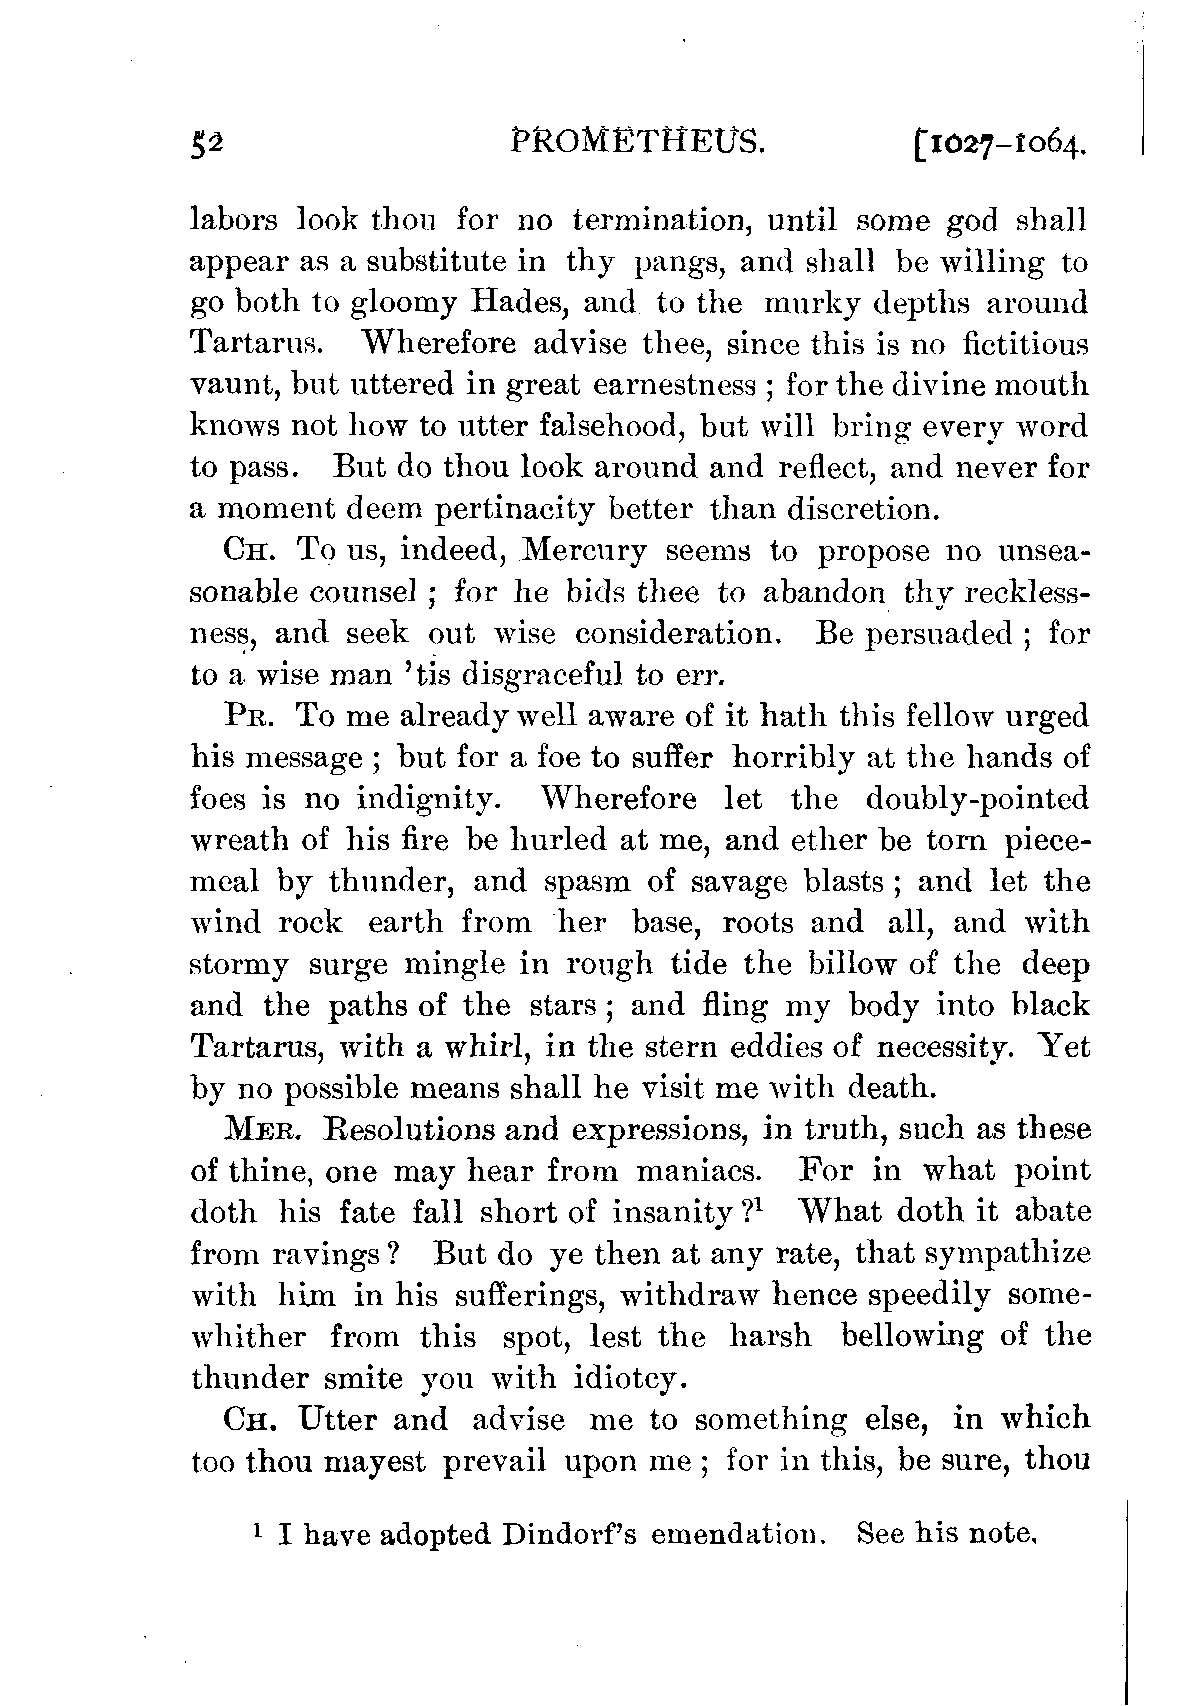 52 PROMETHEUS. [1027–1064.
labors look thou for no termination, until some god shall
appear as a substitute in thy pangs, and shall be willing to
go both to gloomy Hades, and to the murky depths around
Tartarus. Wherefore advise thee, since this is no fictitious
vaunt, but uttered in great earnestness ; for the divine mouth
knows not how to utter falsehood, but will bring every word
to pass. But do thou look around and reflect, and never for
a moment deem pertinacity better than discretion.
CH. To us, indeed, Mercury seems to propose no unsea-
sonable counsel ; for he bids thee to abandon thy reckless-
ness, and seek out wise consideration. Be persuaded ; for
to a wise man ’tis disgraceful to err.
PR. To me already well aware of it hath this fellow urged
his message ; but for a foe to suffer horribly at the hands of
foes is no indignity. Wherefore let the doubly-pointed
wreath of his fire be hurled at me, and ether be torn piece-
meal by thunder, and spasm of savage blasts ; and let the
wind rock earth from her base, roots and all, and with
stormy surge mingle in rough tide the billow of the deep
and the paths of the stars ; and fling my body into black
Tartarus, with a whirl, in the stern eddies of necessity. Yet
by no possible means shall he visit me with death.
MER. Resolutions and expressions, in truth, such as these
of thine, one may hear from maniacs. For in what point
doth his fate fall short of insanity ?¹ What doth it abate
from ravings ? But do ye then at any rate, that sympathize
with him in his sufferings, withdraw hence speedily some-
whither from this spot, lest the harsh bellowing of the
thunder smite you with idiotcy.
CH. Utter and advise me to something else, in which
too thou mayest prevail upon me ; for in this, be sure, thou
¹ I have adopted Dindorf’s emendation. See his note.